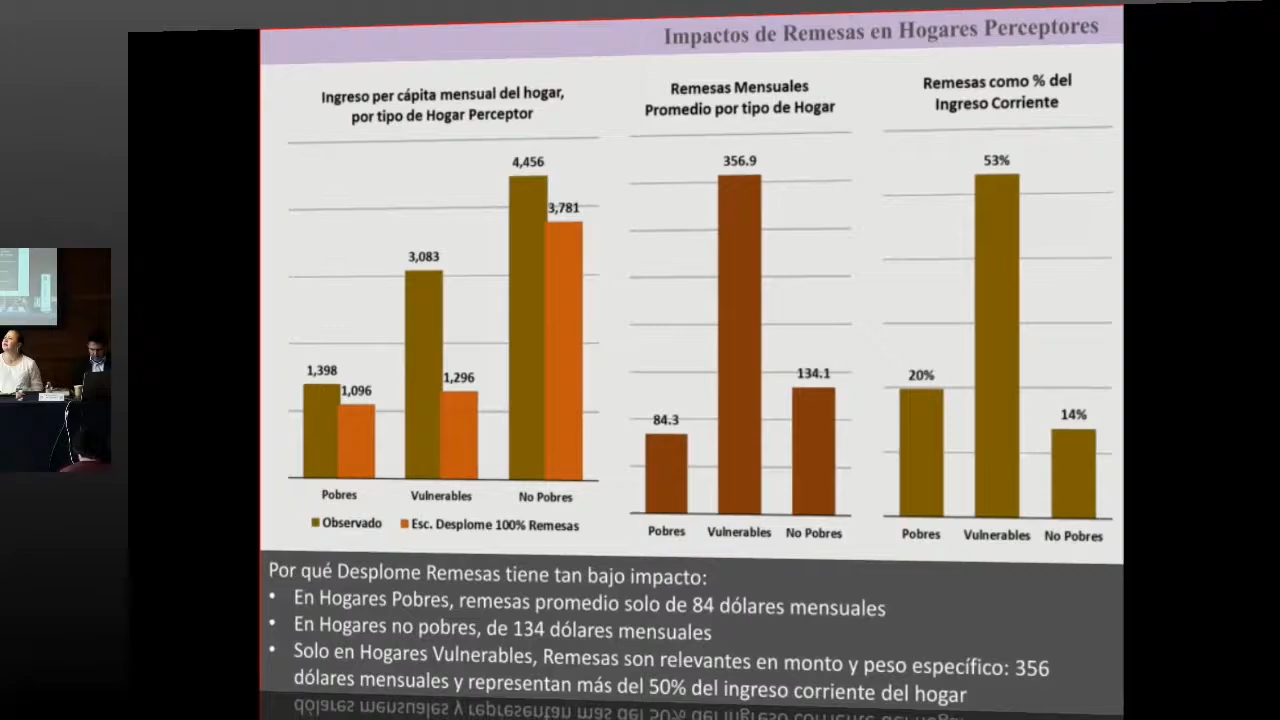 Impactos de Remesas en Hogares Perceptores
Ingreso per cápita mensual del hogar,
por tipo de Hogar Perceptor
4,456
3,781
3,083
1,398
1,296
1,096
Pobres
Vulnerables
No Pobres
Observado
Esc. Desplome 100% Remesas
Remesas Mensuales
Promedio por tipo de Hogar
356.9
134.1
84.3
Pobres
Vulnerables
No Pobres
Remesas como % del
Ingreso Corriente
53%
20%
14%
Pobres
Vulnerables
No Pobres
Por qué Desplome Remesas tiene tan bajo impacto:
• En Hogares Pobres, remesas promedio solo de 84 dólares mensuales
• En Hogares no pobres, de 134 dólares mensuales
• Solo en Hogares Vulnerables, Remesas son relevantes en monto y peso específico: 356
dólares mensuales y representan más del 50% del ingreso corriente del hogar